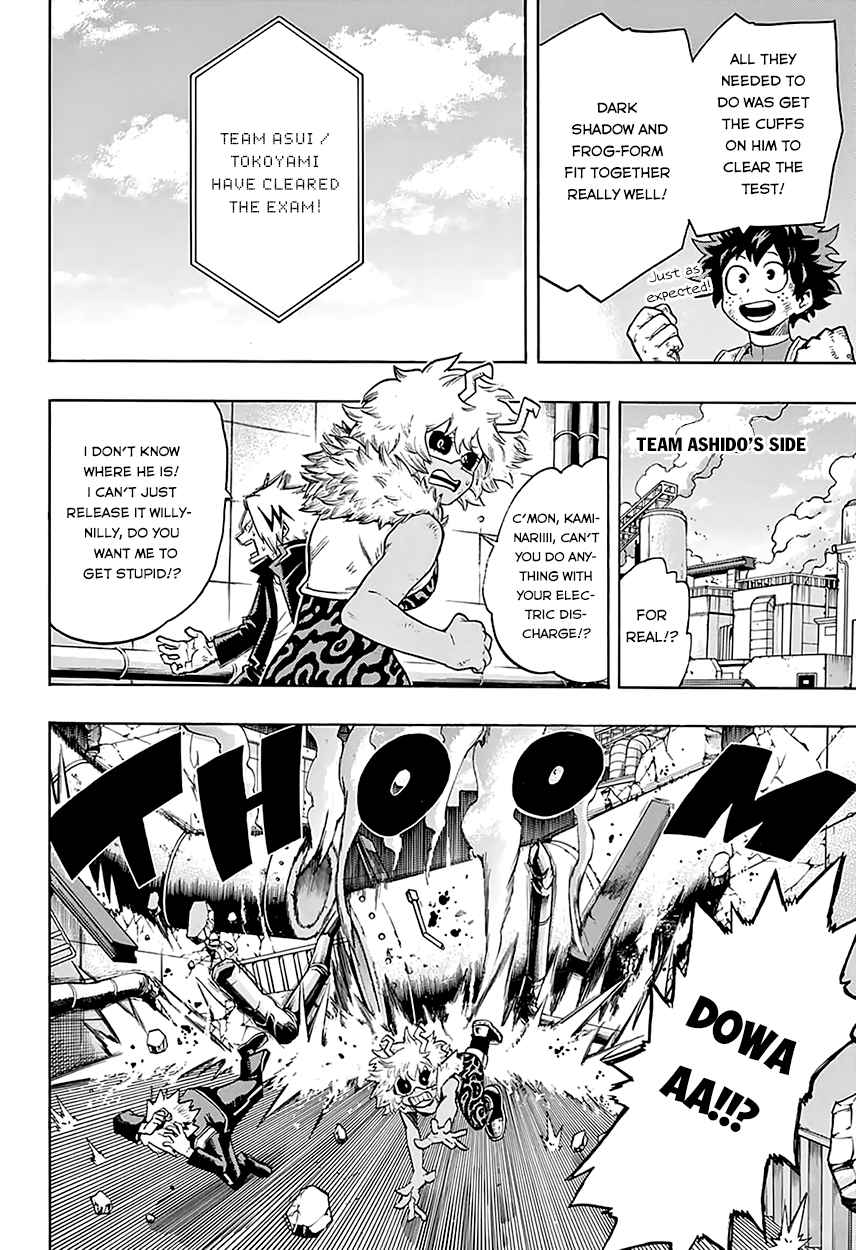 ALL THEY
NEEDED TO
DO WAS GET
THE CUFFS
ON HIM TO
CLEAR THE
TEST!
DARK
SHADOW AND
FROG-FORM
FIT TOGETHER
REALLY WELL!
Just as
expected!
TEAM ASUI /
TOKOYAMI
HAVE CLEARED
THE EXAM!
TEAM ASHIDO'S SIDE
FOR
REAL!?
C'MON, KAMI-
NARIIII, CAN'T
YOU DO ANY-
THING WITH
YOUR ELEC-
TRIC DIS-
CHARGE!?
I DON'T KNOW
WHERE HE IS!
I CAN'T JUST
RELEASE IT WILLY-
NILLY, DO YOU
WANT ME TO
GET STUPID!?
THOOM
DOWA
AA!!?